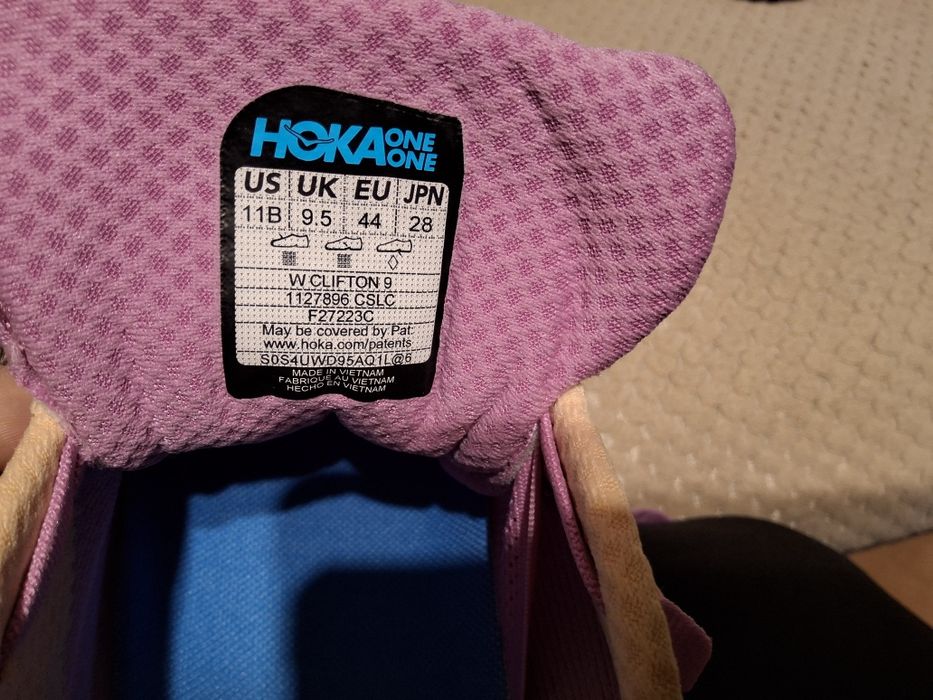 HOKA ONE ONE
US UK EU JPN
11B 9.5 44 28
W CLIFTON 9
1127896 CSLC
F27223C
May be covered by Pat:
www.hoka.com/patents
S0S4UWD95AQ1L@6
MADE IN VIETNAM
FABRIQUE AU VIETNAM
HECHO EN VIETNAM